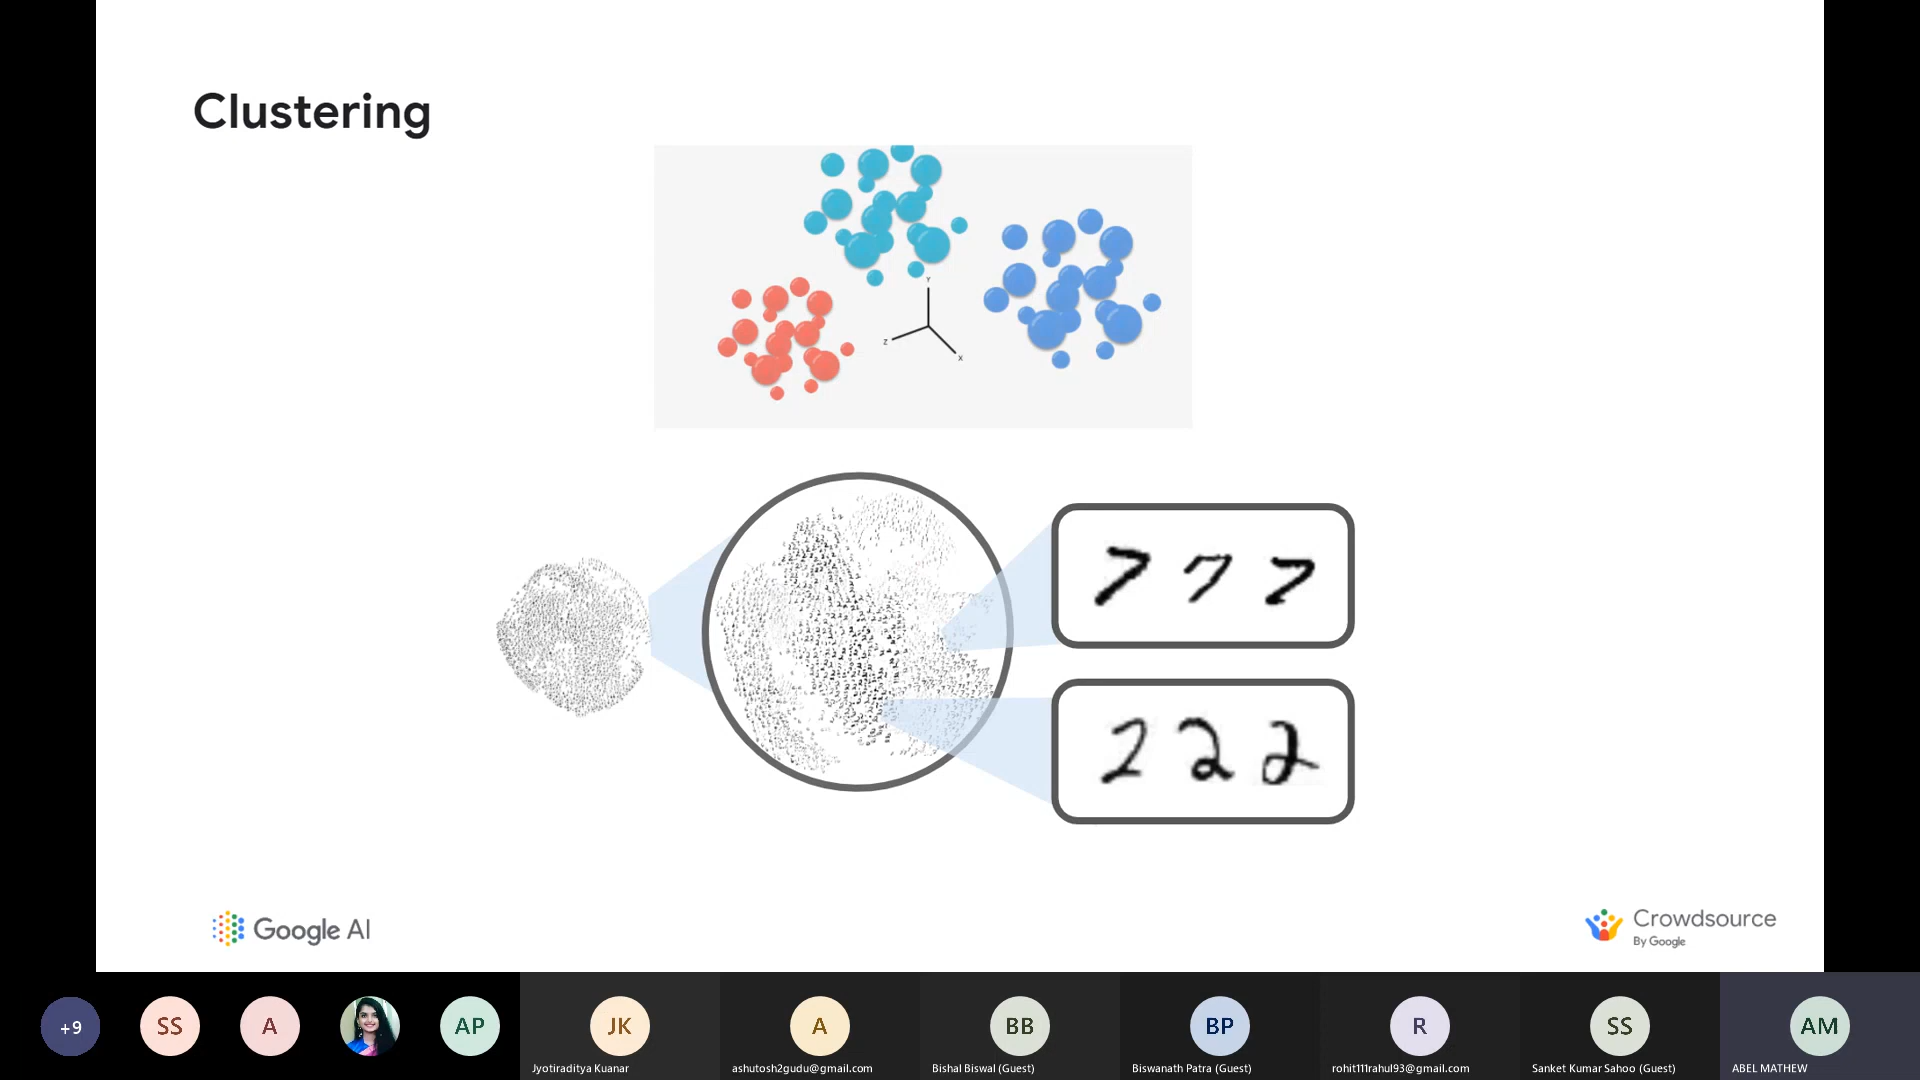 Clustering
Y
Z
X
7 7 7
2 2 2
Google AI
Crowdsource
By Google
+9
SS
A
AP
JK
Jyotiraditya Kuanar
A
ashutosh2gudu@gmail.com
BB
Bishal Biswal (Guest)
BP
Biswanath Patra (Guest)
R
rohit111rahul93@gmail.com
SS
Sanket Kumar Sahoo (Guest)
AM
ABEL MATHEW